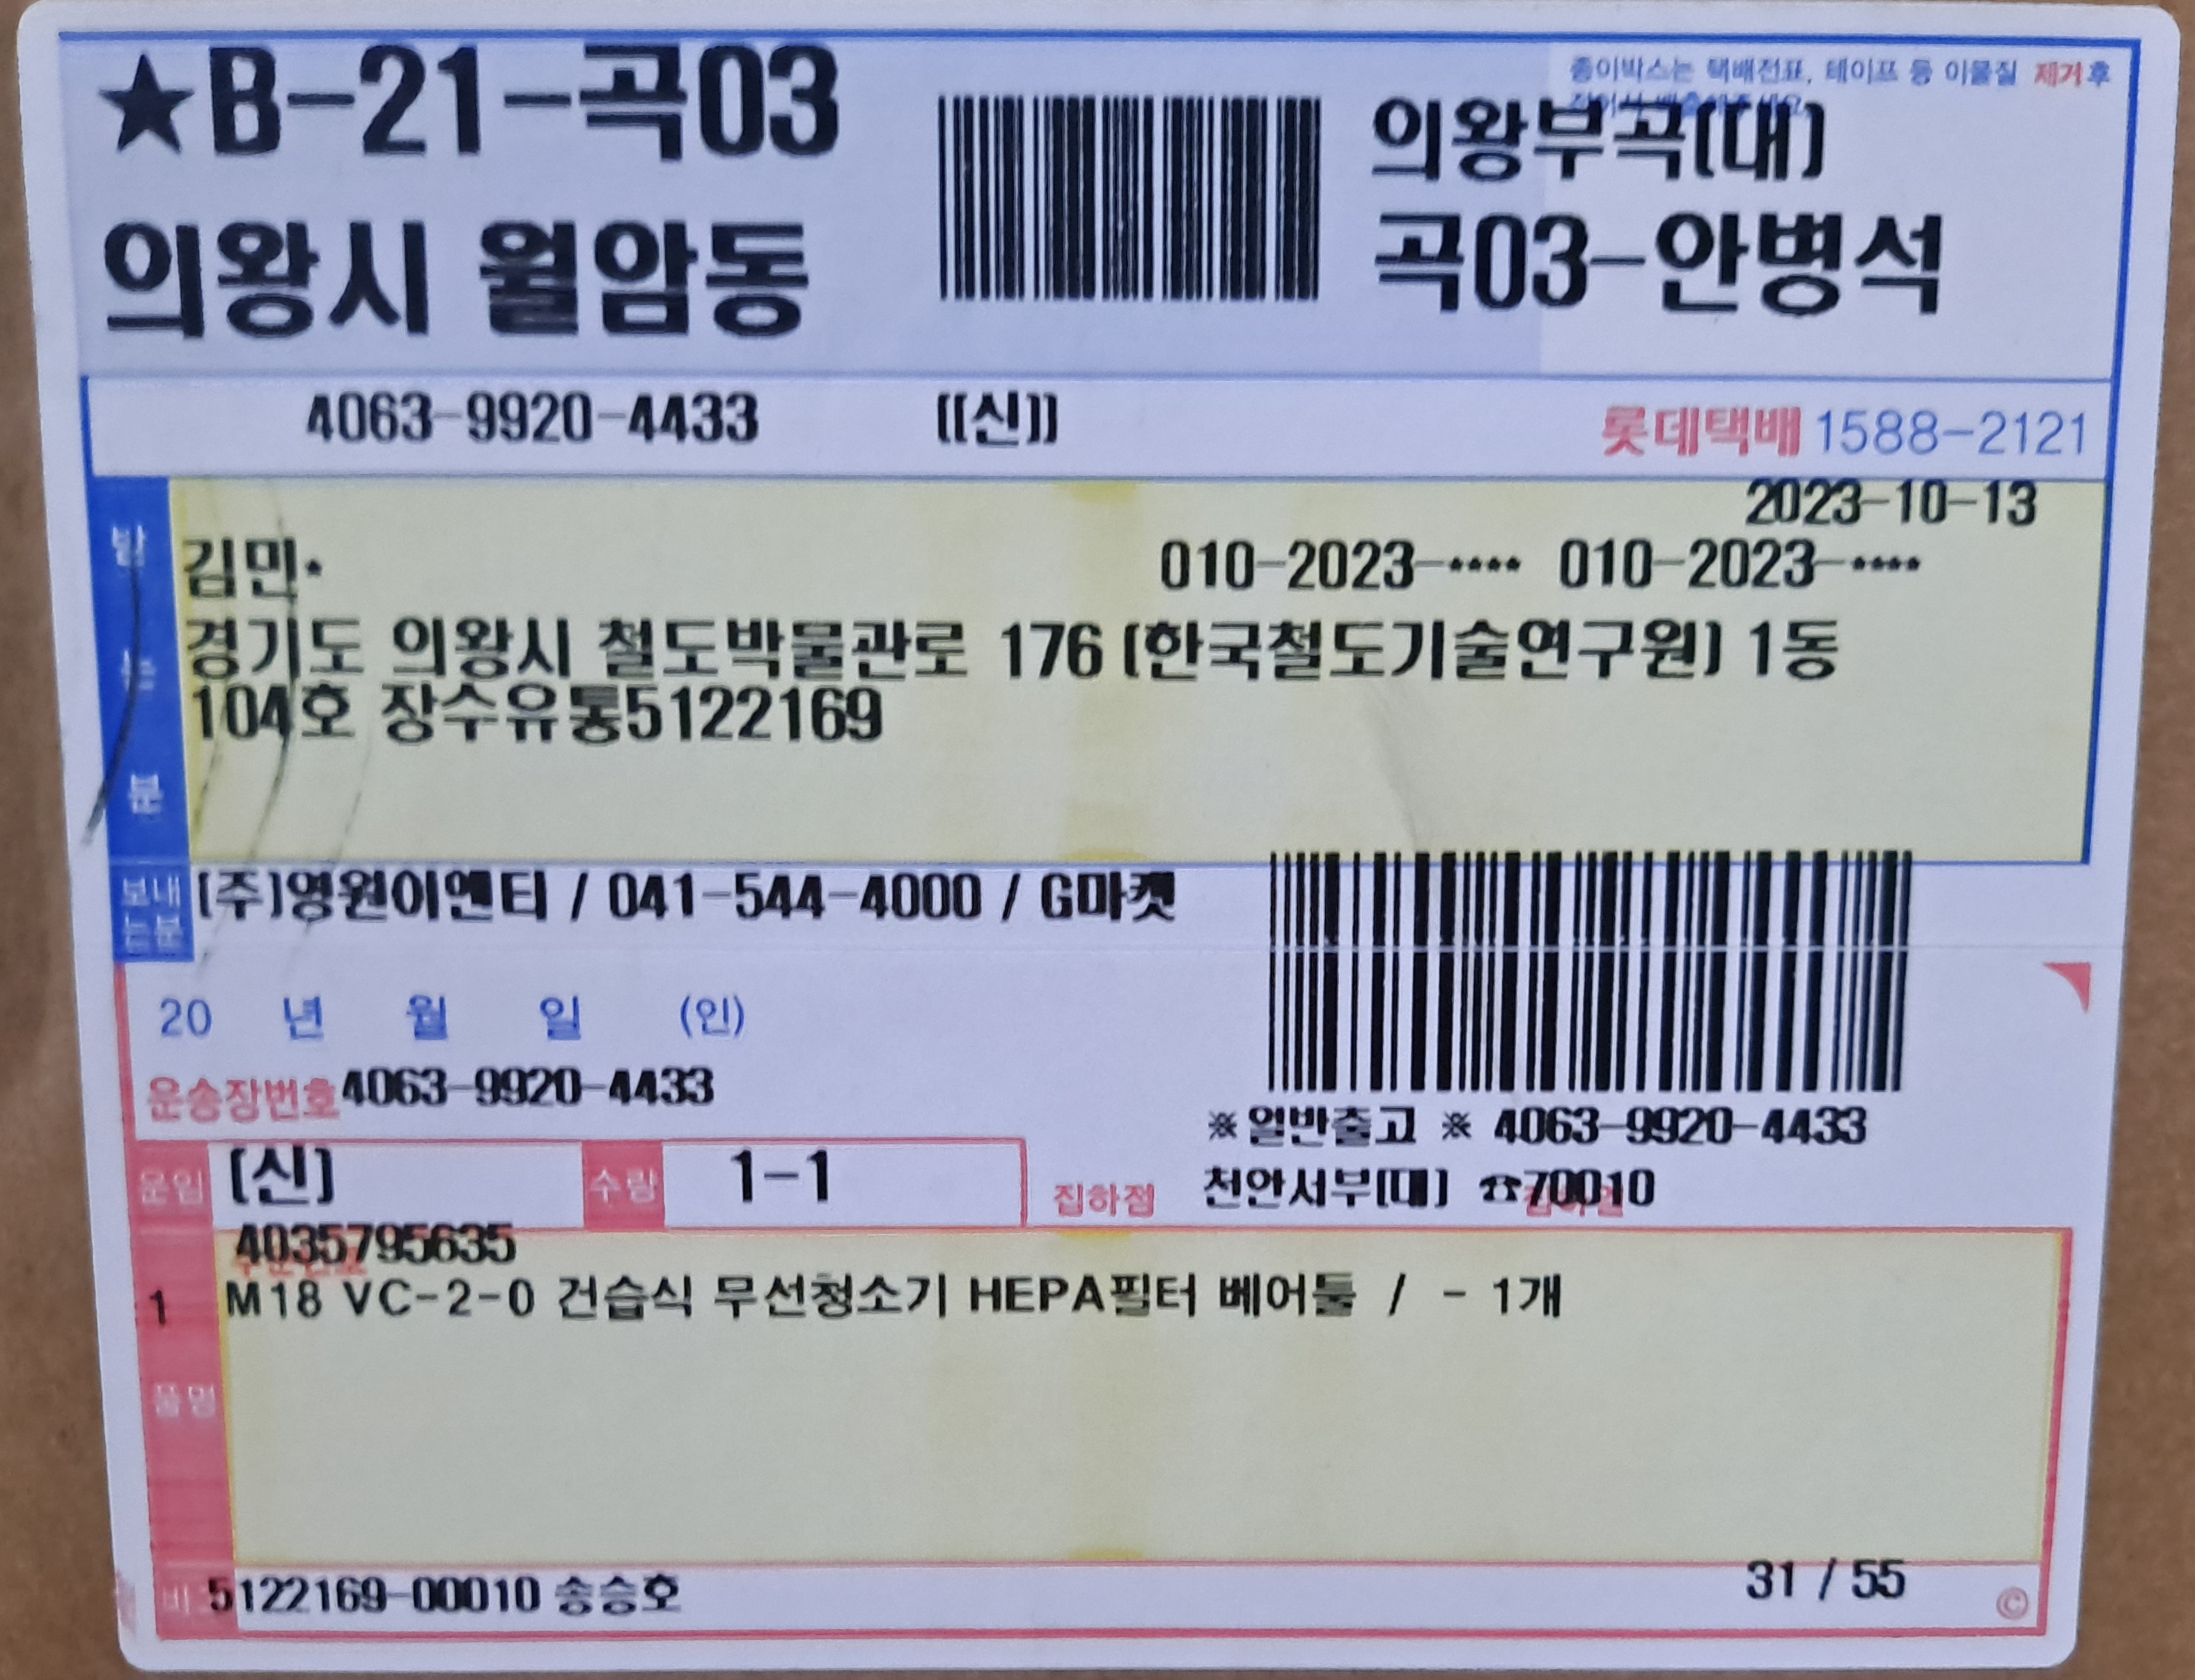 ★B-21-곡03
의왕시 월암동
종이박스는 택배전표, 테이프 등 이물질 제거후
의왕부곡(대)
곡03-안병석
4063-9920-4433 ((신))
롯데택배 1588-2121
2023-10-13
받는분
김민* 010-2023-**** 010-2023-****
경기도 의왕시 철도박물관로 176 (한국철도기술연구원) 1동
104호 장수유통5122169
보내는분 (주)영원이앤티 / 041-544-4000 / G마켓
20 년 월 일 (인)
운송장번호 4063-9920-4433
※일반출고 ※ 4063-9920-4433
운임 (신) 수량 1-1
집하점 천안서부(대) ☎70010
4035795635
1 M18 VC-2-0 건습식 무선청소기 HEPA필터 베어툴 / - 1개
품명
31 / 55
5122169-00010 송승호
©